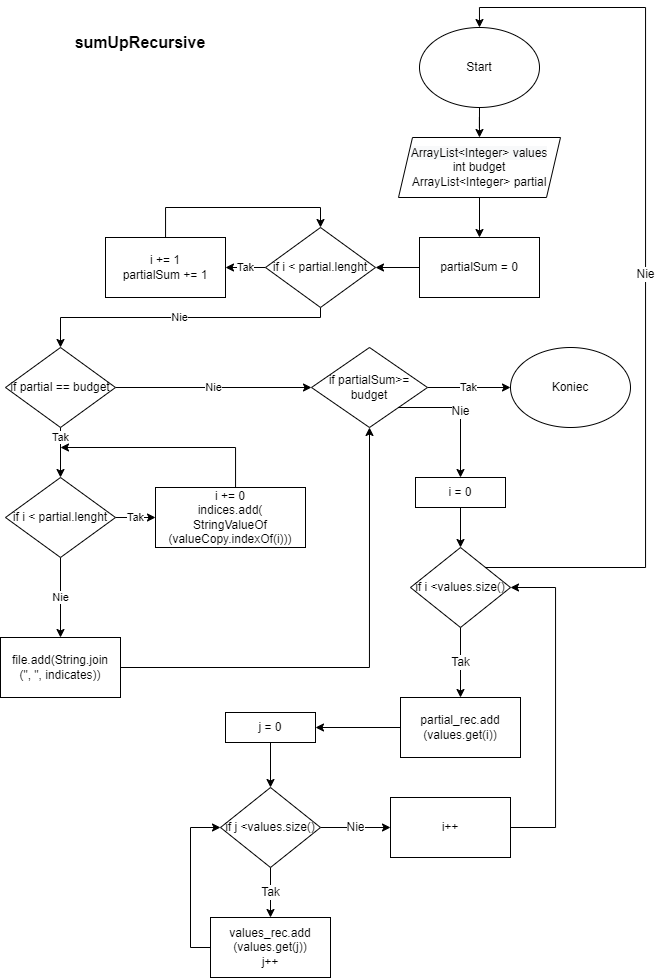 sumUpRecursive
Start
ArrayList<Integer> values
int budget
ArrayList<Integer> partial
partialSum = 0
if i < partial.lenght
Tak
i += 1
partialSum += 1
Nie
Nie
if partial == budget
Nie
if partialSum>=
budget
Tak
Koniec
Tak
Nie
if i < partial.lenght
Tak
i += 0
indices.add(
StringValueOf
(valueCopy.indexOf(i)))
i = 0
Nie
if i <values.size()
file.add(String.join
(", ", indicates))
Tak
partial_rec.add
(values.get(i))
j = 0
if j <values.size()
Nie
i++
Tak
values_rec.add
(values.get(j))
j++